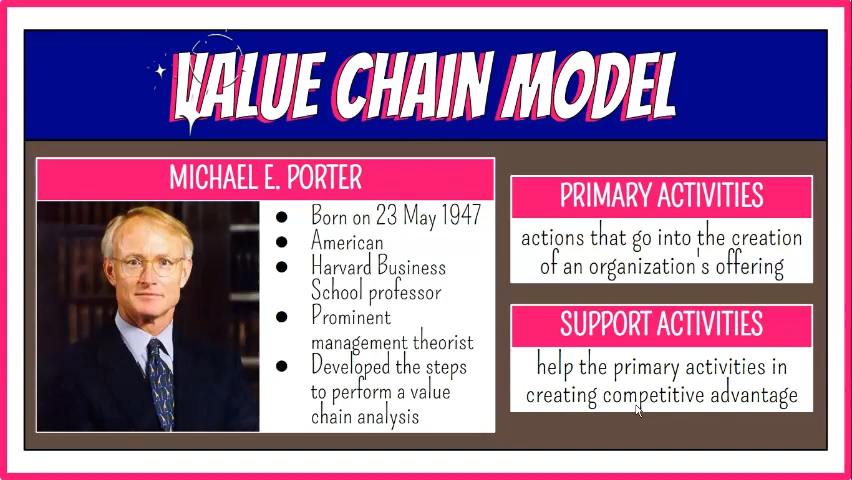 VALUE CHAIN MODEL
MICHAEL E. PORTER
● Born on 23 May 1947
● American
● Harvard Business
School professor
● Prominent
management theorist
● Developed the steps
to perform a value
chain analysis
PRIMARY ACTIVITIES
actions that go into the creation
of an organization's offering
SUPPORT ACTIVITIES
help the primary activities in
creating competitive advantage